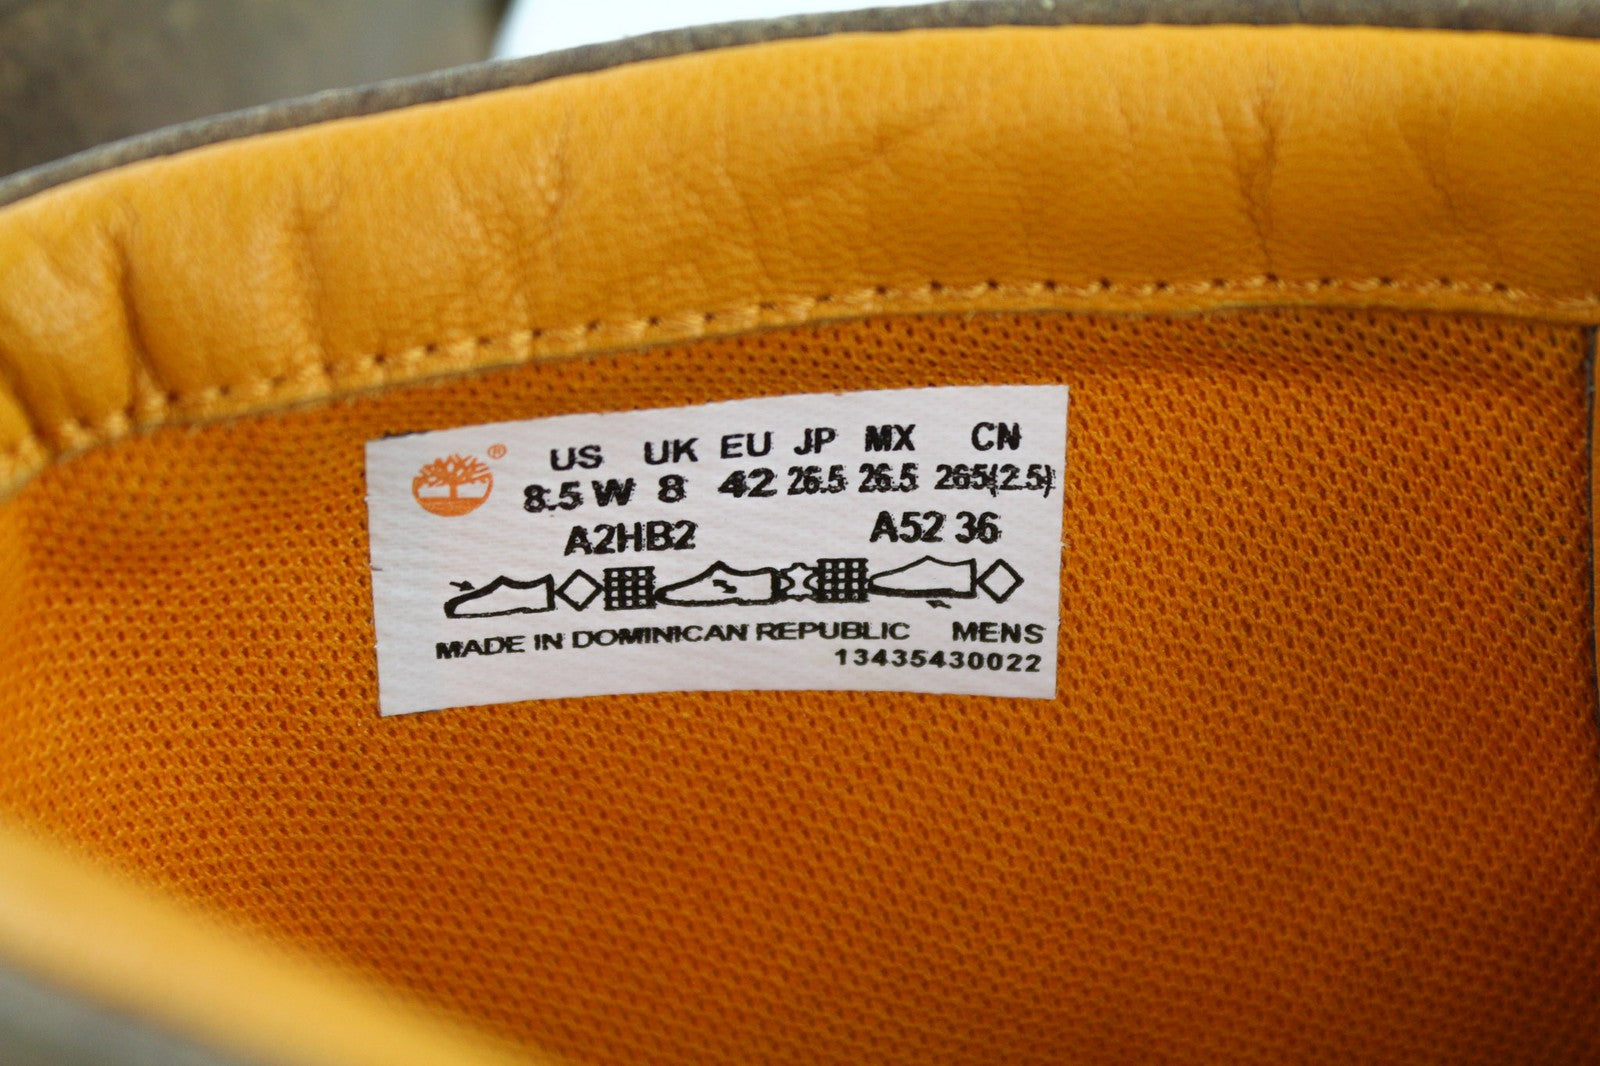 ® US UK EU JP MX CN
8.5 W 8 42 26.5 26.5 265(2.5)
A2HB2 A52 36
MADE IN DOMINICAN REPUBLIC MENS
13435430022